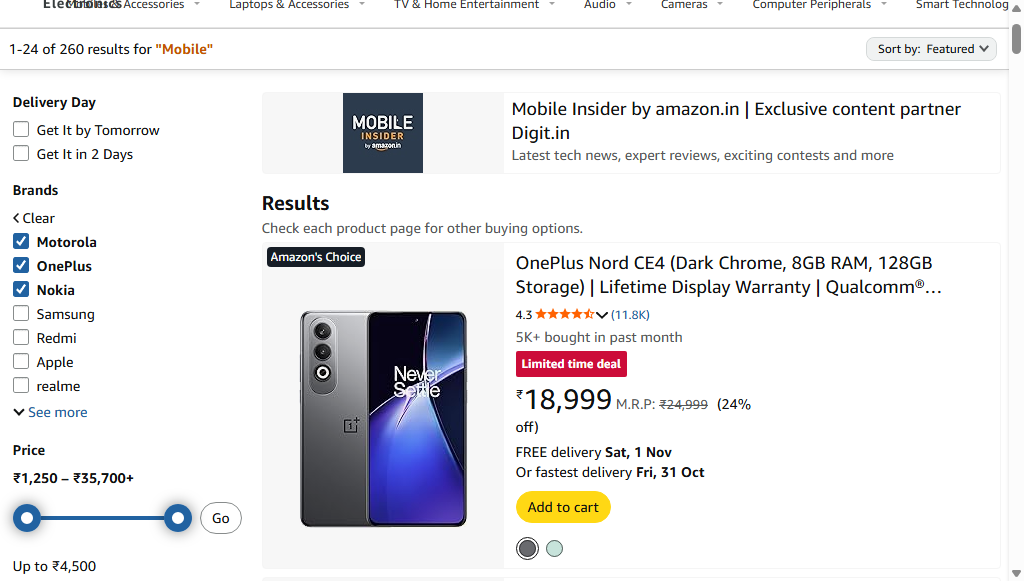 Electronics
Mobiles & Accessories
Laptops & Accessories
TV & Home Entertainment
Audio
Cameras
Computer Peripherals
Smart Technolog
1-24 of 260 results for "Mobile"
Sort by: Featured
Delivery Day
Get It by Tomorrow
Get It in 2 Days
Brands
Clear
Motorola
OnePlus
Nokia
Samsung
Redmi
Apple
realme
See more
Price
₹1,250 – ₹35,700+
Go
Up to ₹4,500
MOBILE
INSIDER
by amazon.in
Mobile Insider by amazon.in | Exclusive content partner
Digit.in
Latest tech news, expert reviews, exciting contests and more
Results
Check each product page for other buying options.
Amazon's Choice
Never
Settle
OnePlus Nord CE4 (Dark Chrome, 8GB RAM, 128GB
Storage) | Lifetime Display Warranty | Qualcomm®…
4.3 (11.8K)
5K+ bought in past month
Limited time deal
₹18,999 M.R.P: ₹24,999 (24%
off)
FREE delivery Sat, 1 Nov
Or fastest delivery Fri, 31 Oct
Add to cart